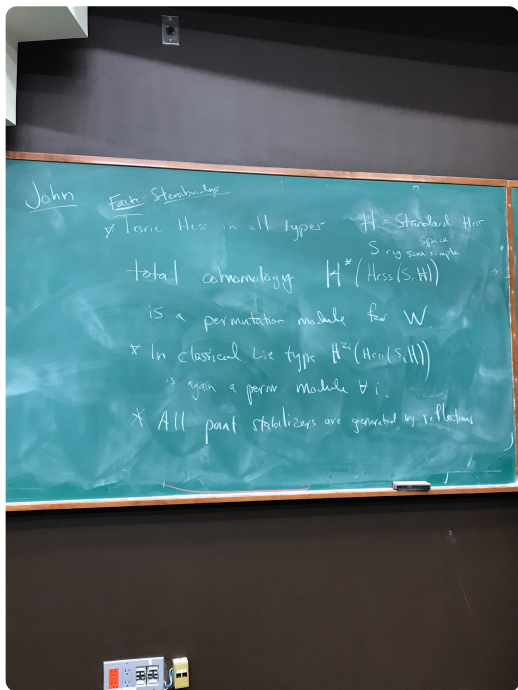 John
Facts: Stembridge
* Toric Hess in all types H = Standard Hess space
S reg semisimple
total cohomology H*(Hess(S,H))
is a permutation module for W.
* In classical Lie type H²ⁱ(Hess(S,H))
is again a perm module ∀ i.
* All point stabilizers are generated by reflections